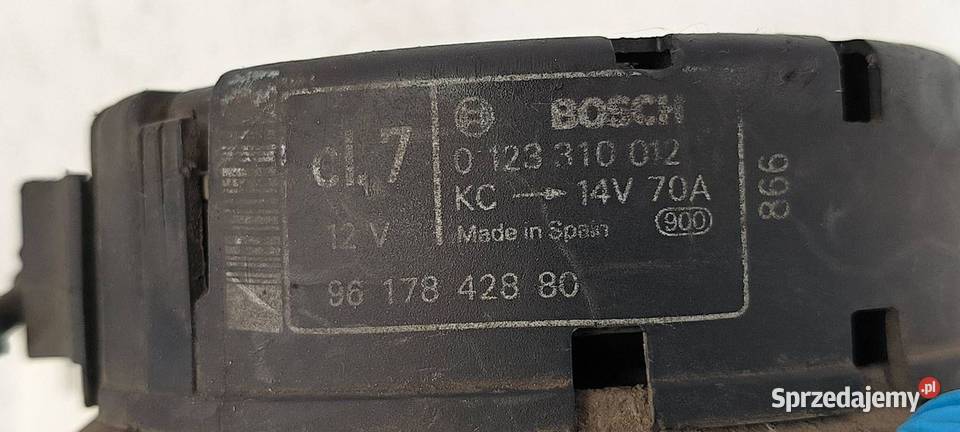 cl.7
12 V
BOSCH
0 123 310 012
KC → 14V 70A
Made in Spain 900
96 178 428 80
866
Sprzedajemy.pl